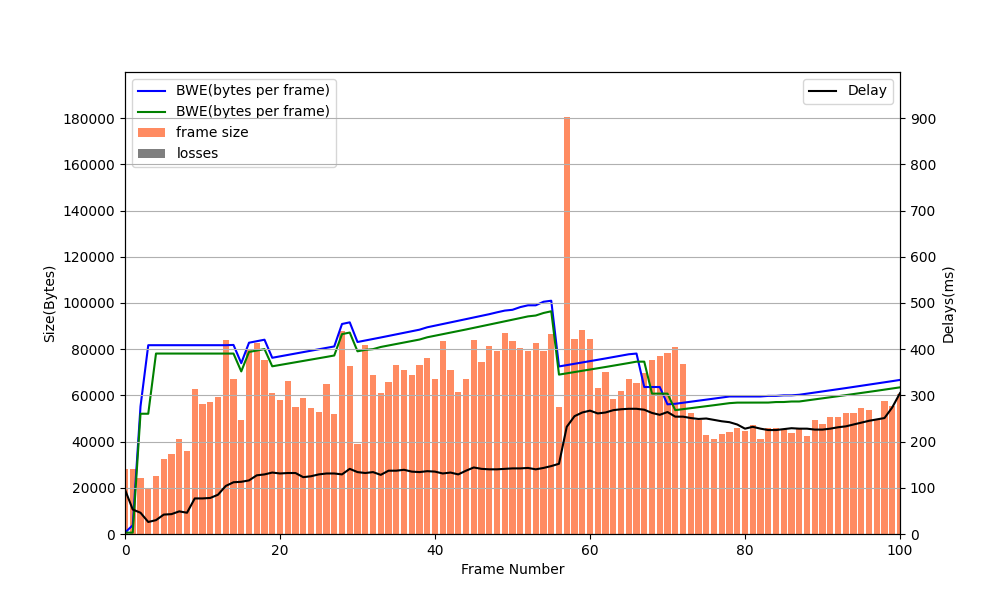 BWE(bytes per frame)
BWE(bytes per frame)
frame size
losses
Delay
180000
160000
140000
120000
100000
80000
60000
40000
20000
0
900
800
700
600
500
400
300
200
100
0
Size(Bytes)
Delays(ms)
0 20 40 60 80 100
Frame Number